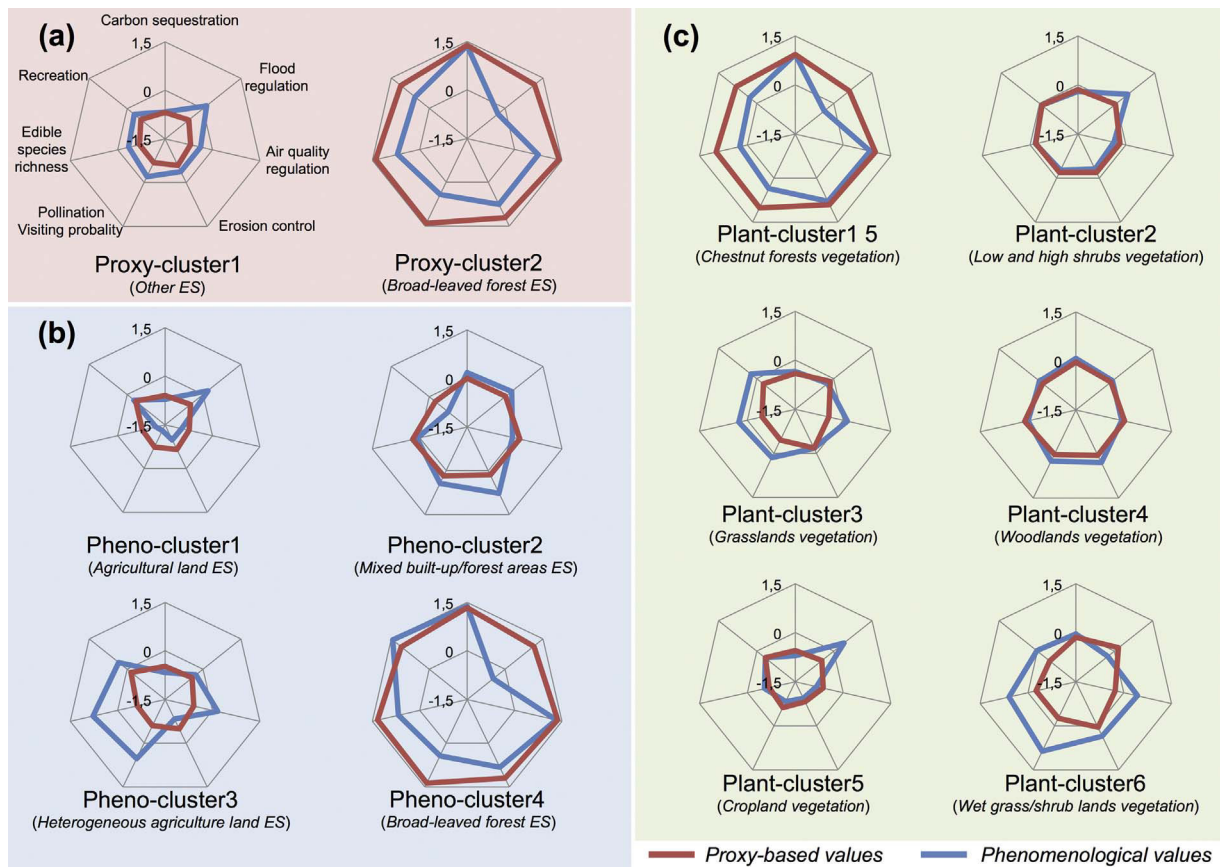 (a)
Carbon sequestration
1,5
0
-1,5
Recreation
Flood
regulation
Edible
species
richness
Air quality
regulation
Pollination
Visiting probality
Erosion control
Proxy-cluster1
(Other ES)
1,5
0
-1,5
Proxy-cluster2
(Broad-leaved forest ES)
(b)
1,5
0
-1,5
Pheno-cluster1
(Agricultural land ES)
1,5
0
-1,5
Pheno-cluster2
(Mixed built-up/forest areas ES)
1,5
0
-1,5
Pheno-cluster3
(Heterogeneous agriculture land ES)
1,5
0
-1,5
Pheno-cluster4
(Broad-leaved forest ES)
(c)
1,5
0
-1,5
Plant-cluster1 5
(Chestnut forests vegetation)
1,5
0
-1,5
Plant-cluster2
(Low and high shrubs vegetation)
1,5
0
-1,5
Plant-cluster3
(Grasslands vegetation)
1,5
0
-1,5
Plant-cluster4
(Woodlands vegetation)
1,5
0
-1,5
Plant-cluster5
(Cropland vegetation)
1,5
0
-1,5
Plant-cluster6
(Wet grass/shrub lands vegetation)
Proxy-based values
Phenomenological values